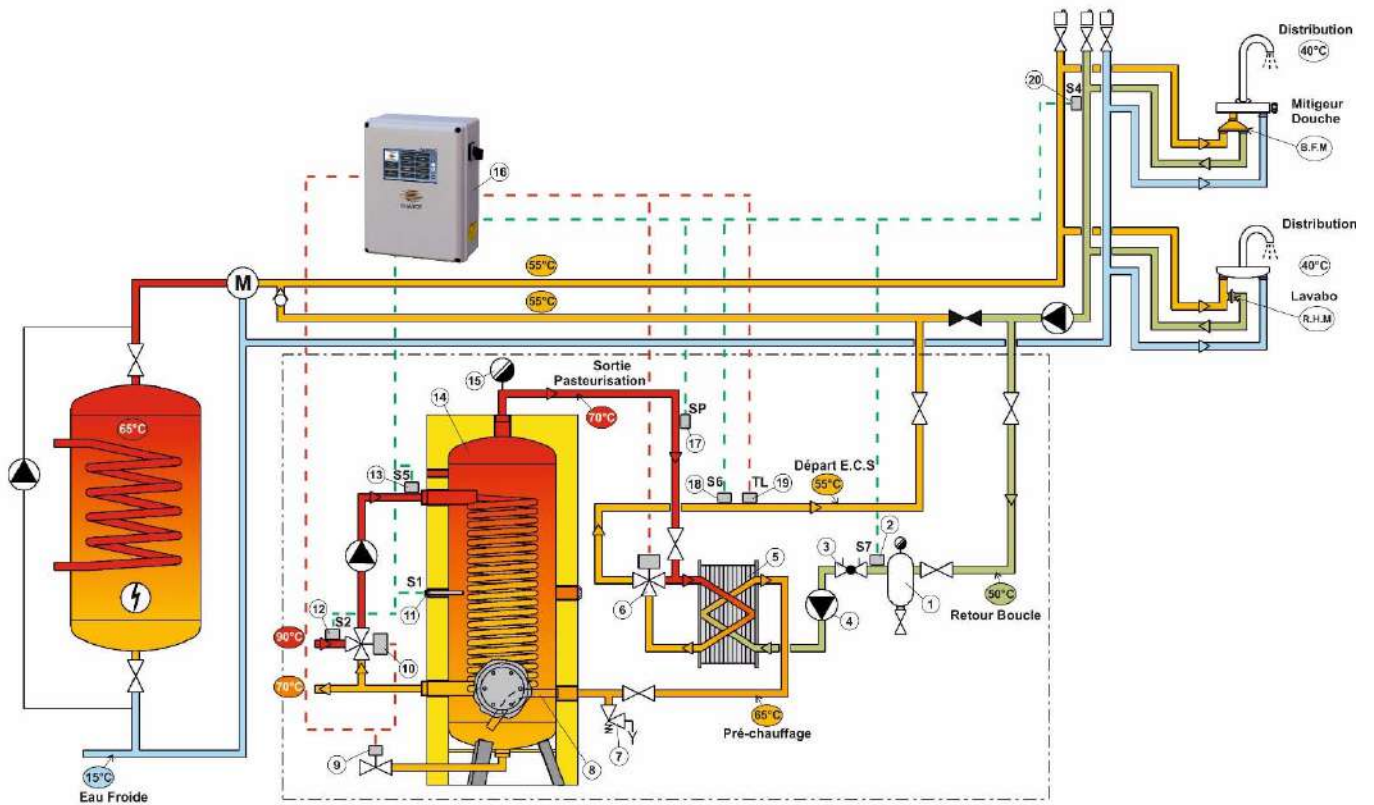 Distribution
40°C
20
S4
Mitigeur
Douche
B.F.M
16
Distribution
55°C
40°C
M
55°C
Lavabo
R.H.M
Sortie
Pasteurisation
15
14
70°C
SP
17
65°C
Départ E.C.S
13
S5
18
S6
TL
19
55°C
2
3
S7
5
S1
11
6
4
1
50°C
Retour Boucle
12
S2
90°C
10
70°C
65°C
Pré-chauffage
7
9
8
15°C
Eau Froide